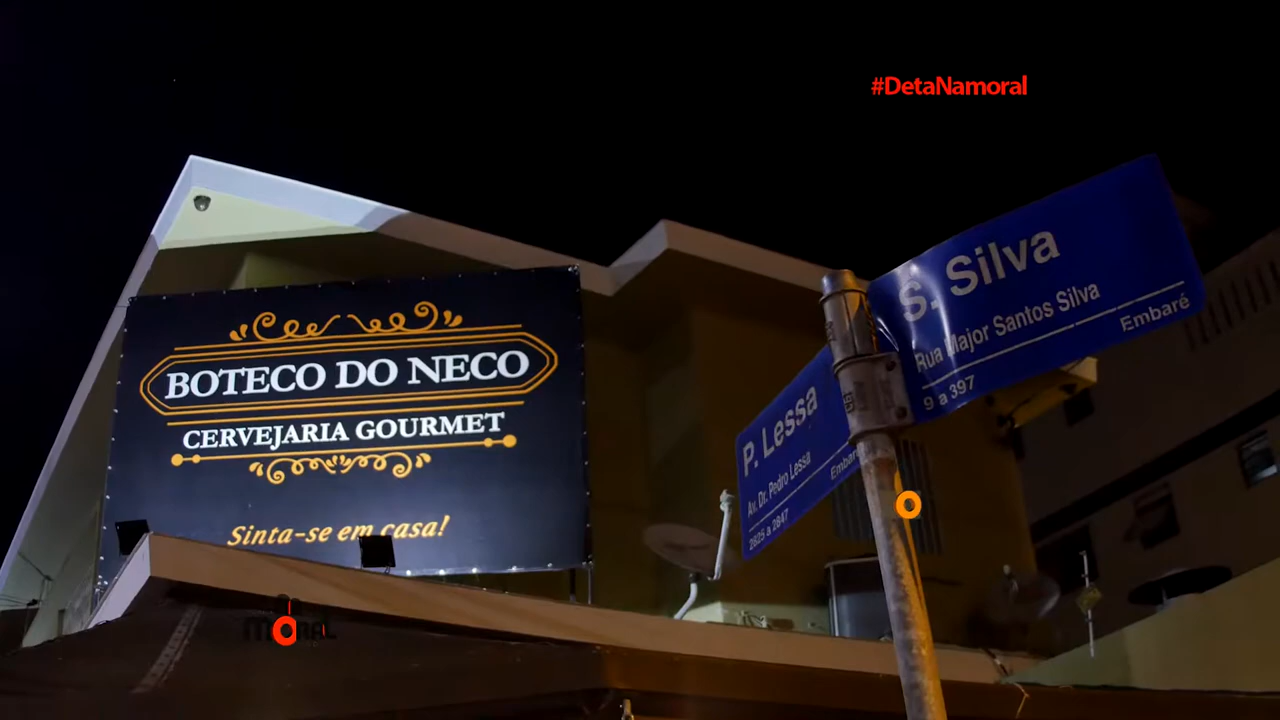 #DetaNamoral
BOTECO DO NECO
CERVEJARIA GOURMET
Sinta-se em casa!
S. Silva
Rua Major Santos Silva
Embaré
9 a 397
P. Lessa
Av. Dr. Pedro Lessa
Embaré
2825 a 2847